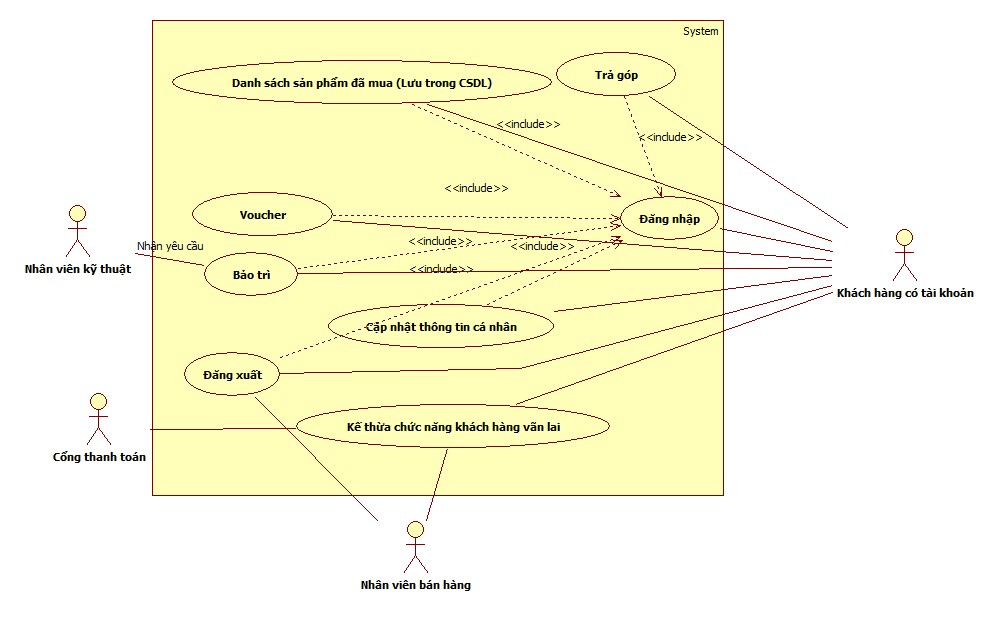 System
Danh sách sản phẩm đã mua (Lưu trong CSDL)
Trả góp
<<include>>
<<include>>
<<include>>
Voucher
Đăng nhập
Nhân viên kỹ thuật
Nhận yêu cầu
<<include>>
<<include>>
Bảo trì
<<include>>
Khách hàng có tài khoản
Cập nhật thông tin cá nhân
Đăng xuất
Kế thừa chức năng khách hàng vãn lai
Cổng thanh toán
Nhân viên bán hàng